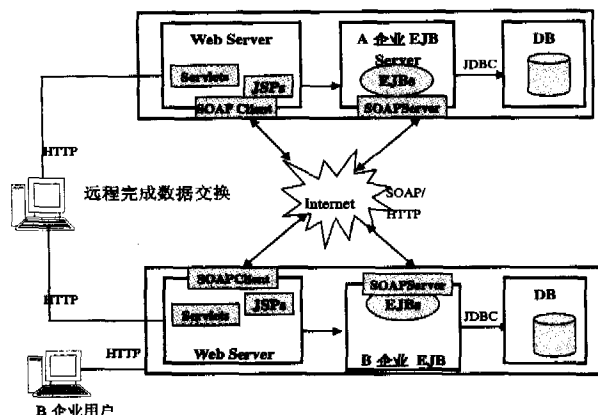 Web Server
A 企业 EJB
Server
DB
Servlets
JSPs
EJBs
JDBC
SOAP Client
SOAPServer
HTTP
远程完成数据交换
Internet
SOAP/
HTTP
SOAPClient
SOAPServer
HTTP
Servlets
JSPs
EJBs
JDBC
DB
HTTP
Web Server
B 企业 EJB
B 企业用户